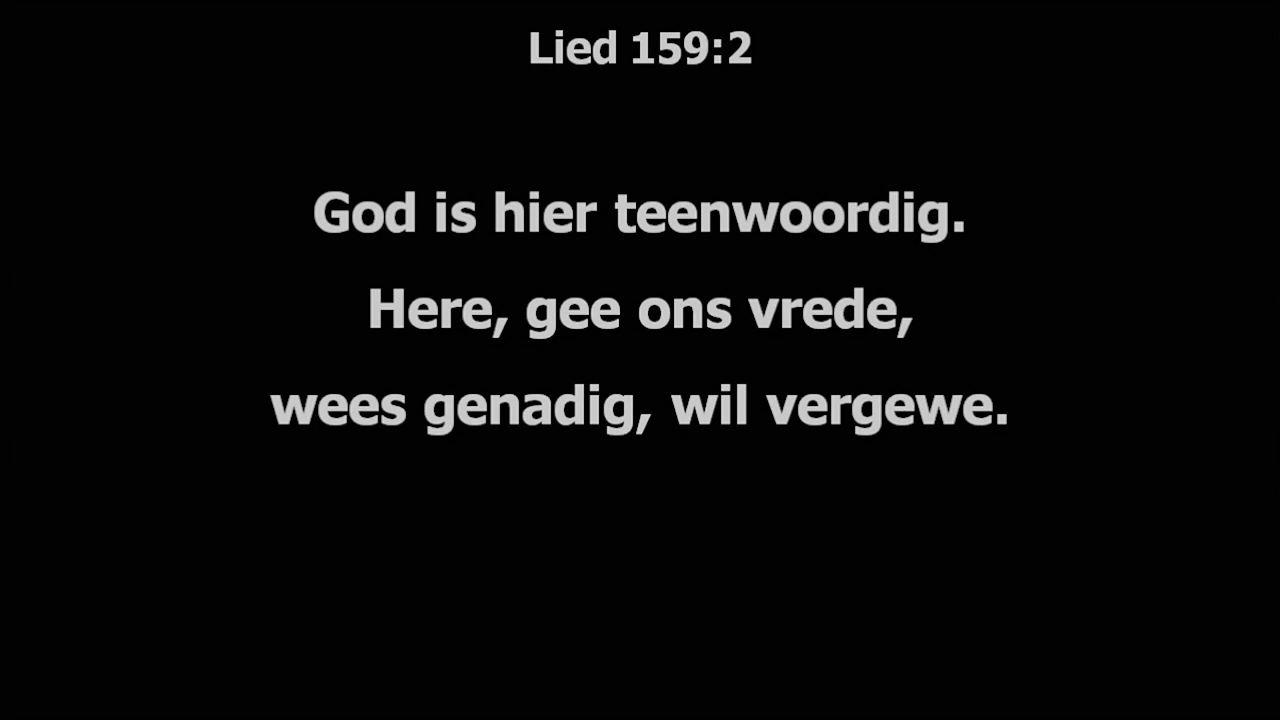 Lied 159:2
God is hier teenwoordig.
Here, gee ons vrede,
wees genadig, wil vergewe.